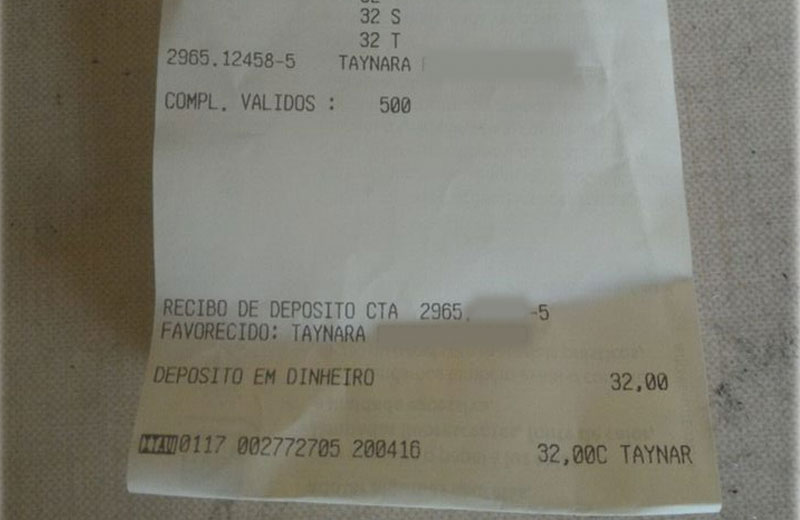 32 S
32 T
2965.12458-5 TAYNARA
COMPL. VALIDOS : 500
RECIBO DE DEPOSITO CTA 2965. -5
FAVORECIDO: TAYNARA
DEPOSITO EM DINHEIRO 32,00
ITAU 0117 002772705 200416 32,00C TAYNAR